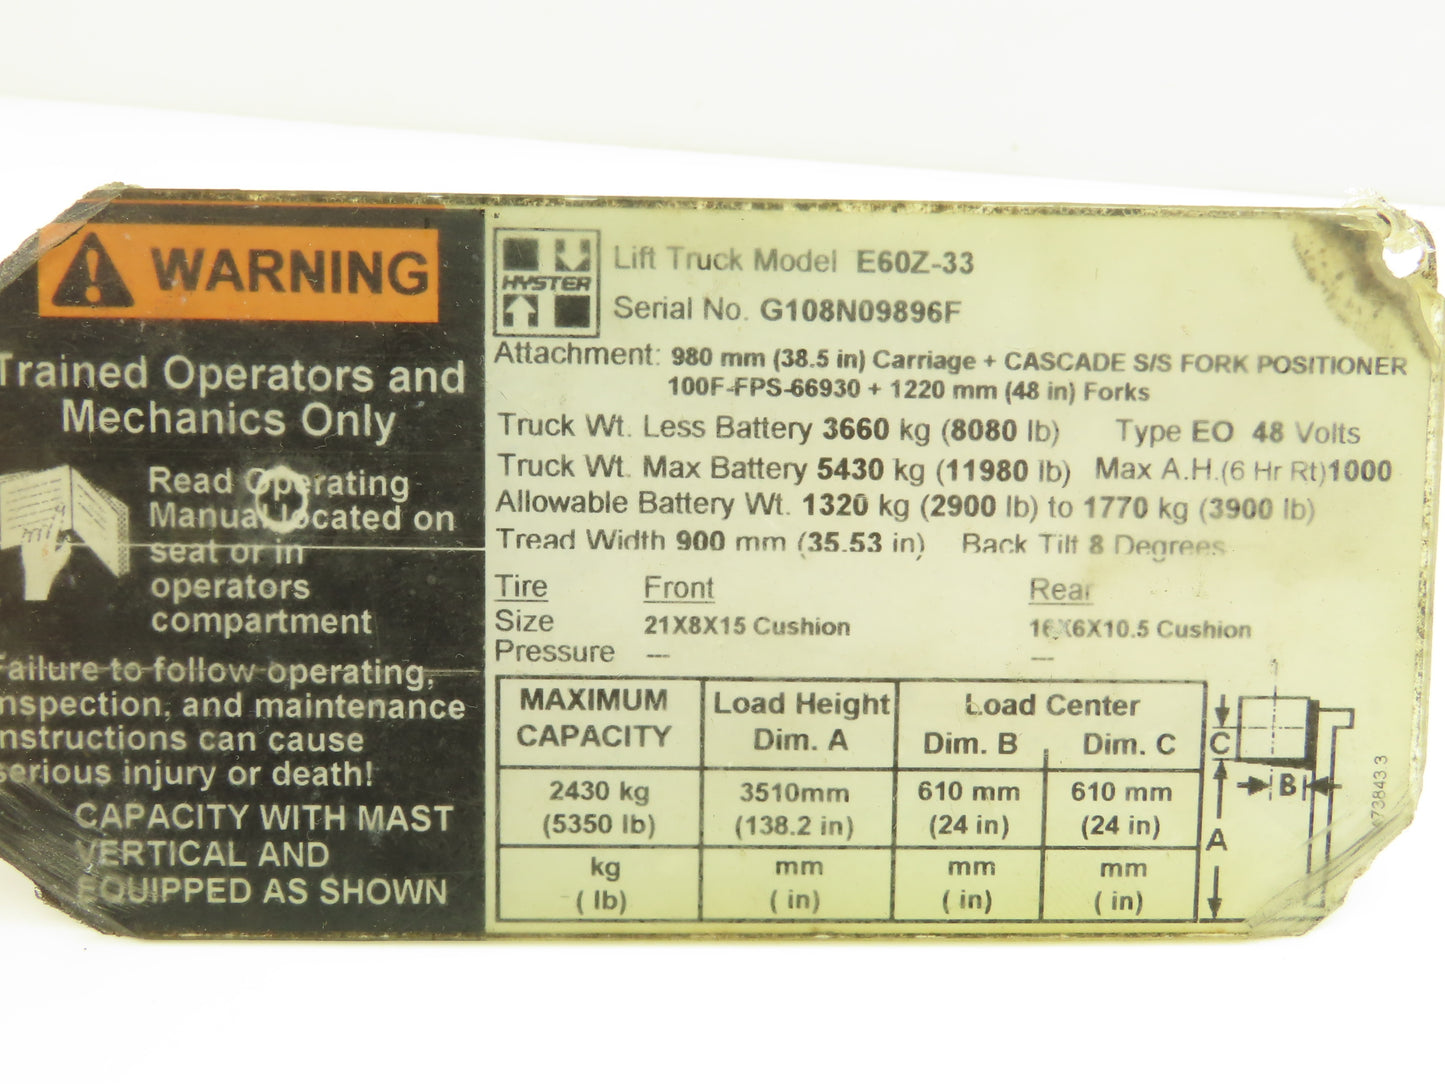 WARNING
Trained Operators and
Mechanics Only
Read Operating
Manual located on
seat or in
operators
compartment
Failure to follow operating,
inspection, and maintenance
instructions can cause
serious injury or death!
CAPACITY WITH MAST
VERTICAL AND
EQUIPPED AS SHOWN
HYSTER
Lift Truck Model E60Z-33
Serial No. G108N09896F
Attachment: 980 mm (38.5 in) Carriage + CASCADE S/S FORK POSITIONER
100F-FPS-66930 + 1220 mm (48 in) Forks
Truck Wt. Less Battery 3660 kg (8080 lb) Type EO 48 Volts
Truck Wt. Max Battery 5430 kg (11980 lb) Max A.H.(6 Hr Rt)1000
Allowable Battery Wt. 1320 kg (2900 lb) to 1770 kg (3900 lb)
Tread Width 900 mm (35.53 in) Back Tilt 8 Degrees
Tire Front Rear
Size 21X8X15 Cushion 16X6X10.5 Cushion
Pressure --- ---
MAXIMUM CAPACITY Load Height Dim. A Load Center Dim. B Dim. C
2430 kg 3510mm 610 mm 610 mm
(5350 lb) (138.2 in) (24 in) (24 in)
kg mm mm mm
( lb) ( in) ( in) ( in)
C
B
A